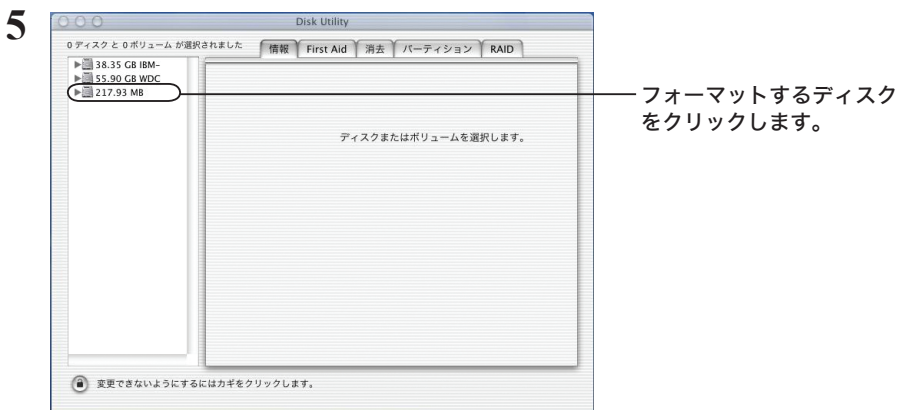 5
Disk Utility
0 ディスク と 0 ボリューム が選択されました
情報 First Aid 消去 パーティション RAID
38.35 GB IBM-
55.90 GB WDC
217.93 MB
フォーマットするディスク
をクリックします。
ディスクまたはボリュームを選択します。
変更できないようにするにはカギをクリックします。